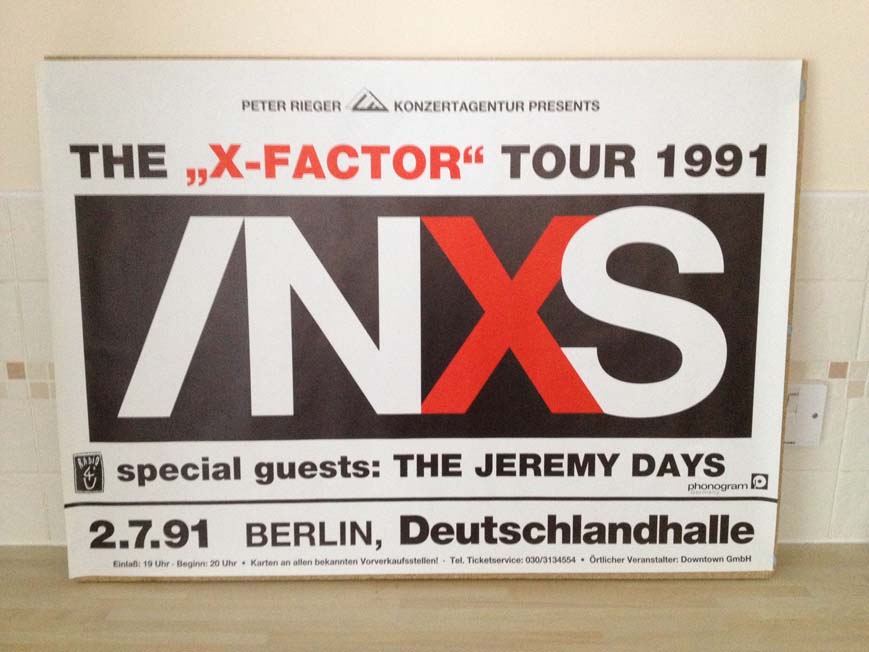 PETER RIEGER KONZERTAGENTUR PRESENTS
THE „X-FACTOR“ TOUR 1991
INXS
RADIO 4U
special guests: THE JEREMY DAYS
phonogram
2.7.91 BERLIN, Deutschlandhalle
Einlaß: 19 Uhr · Beginn: 20 Uhr • Karten an allen bekannten Vorverkaufsstellen! · Tel. Ticketservice: 030/3134554 • Örtlicher Veranstalter: Downtown GmbH